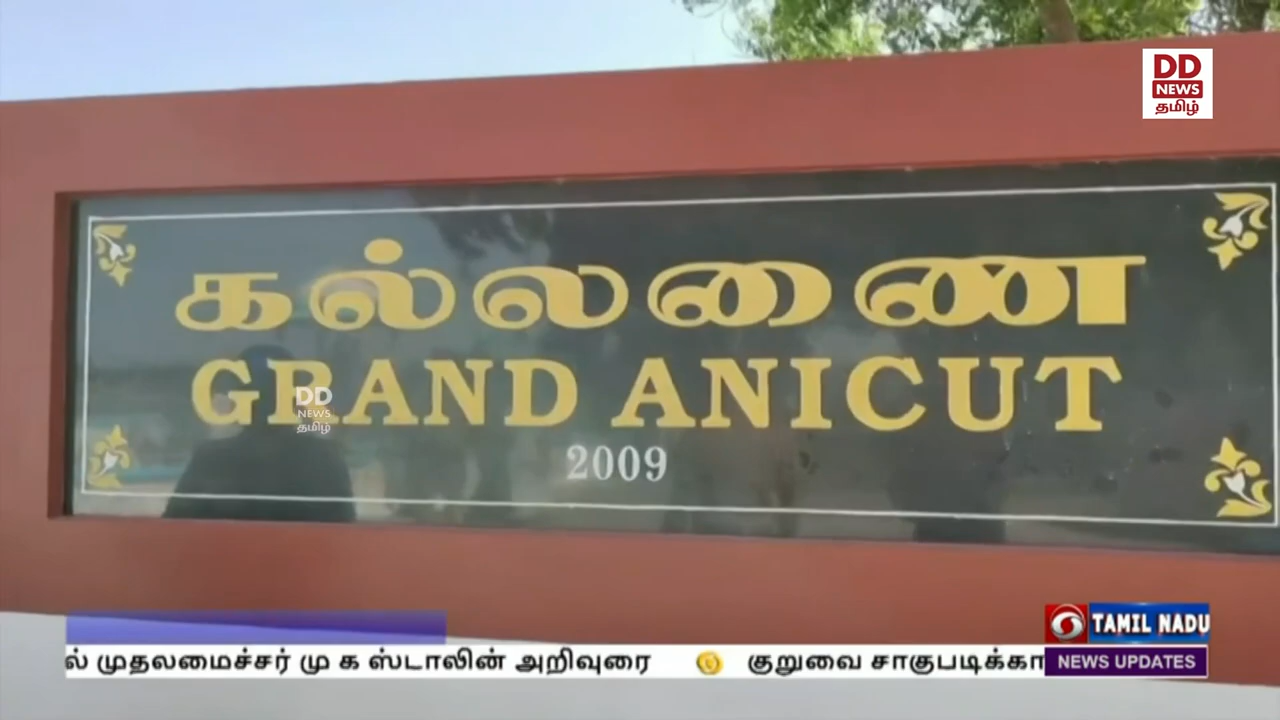 DD
NEWS
தமிழ்
கல்லணை
GRAND ANICUT
DD
NEWS
தமிழ்
2009
TAMIL NADU
ல் முதலமைச்சர் மு க ஸ்டாலின் அறிவுரை குறுவை சாகுபடிக்கா
NEWS UPDATES